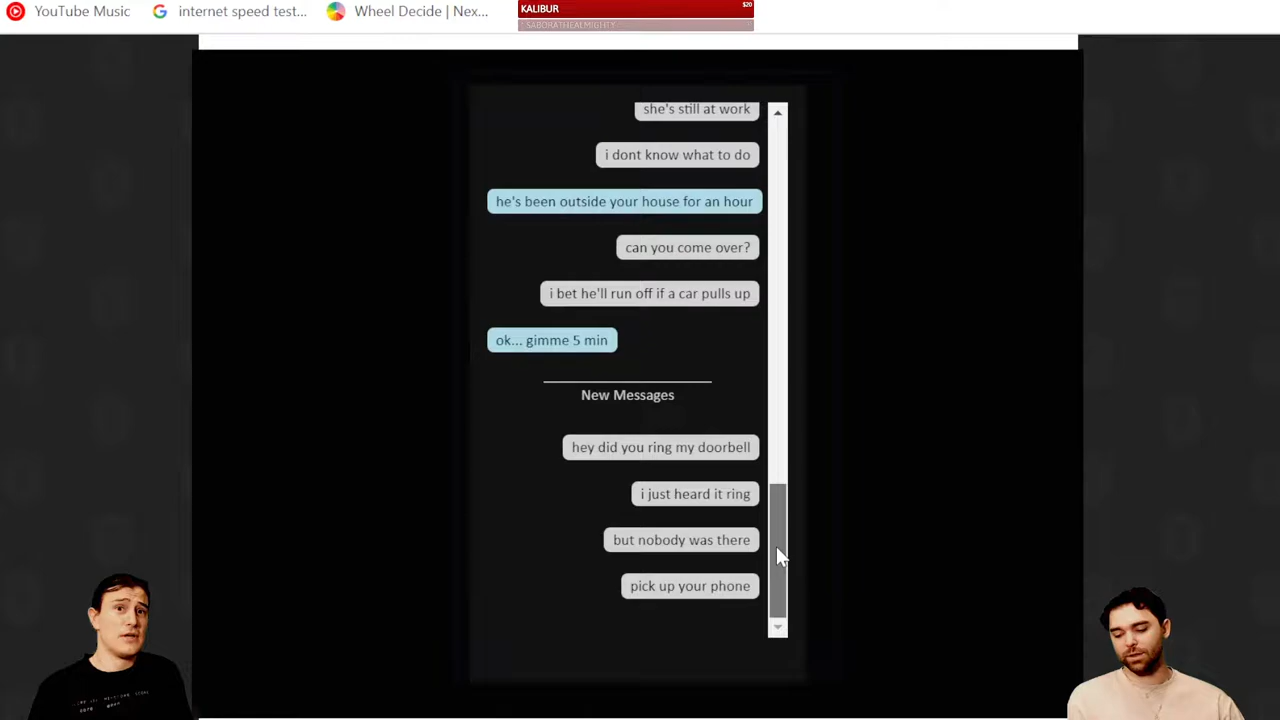 YouTube Music
internet speed test...
Wheel Decide | Nex...
KALIBUR
$20
SABORATHEALMIGHTY
she's still at work
i dont know what to do
he's been outside your house for an hour
can you come over?
i bet he'll run off if a car pulls up
ok... gimme 5 min
New Messages
hey did you ring my doorbell
i just heard it ring
but nobody was there
pick up your phone